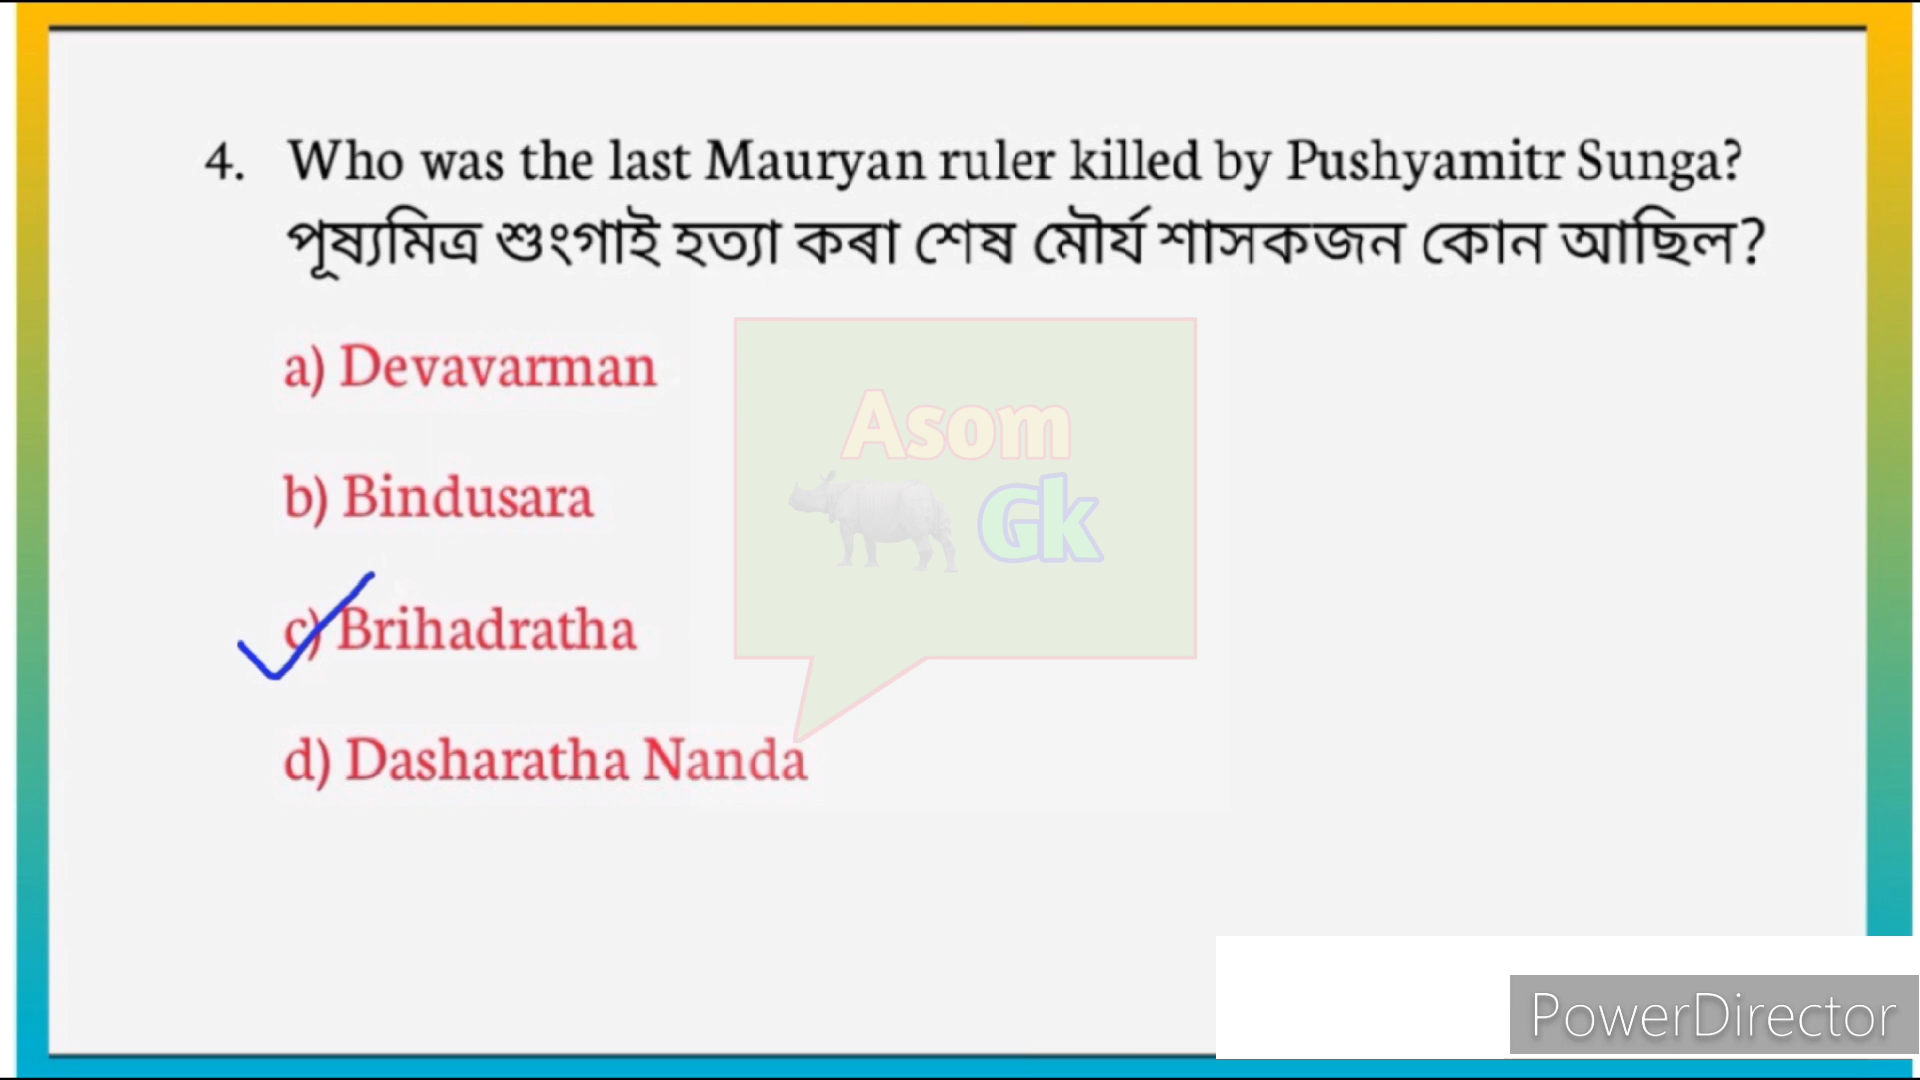 4. Who was the last Mauryan ruler killed by Pushyamitr Sunga?
পূষ্যমিত্ৰ শুংগাই হত্যা কৰা শেষ মৌৰ্য শাসকজন কোন আছিল?
a) Devavarman
Asom
b) Bindusara
Gk
c) Brihadratha
d) Dasharatha Nanda
PowerDirector